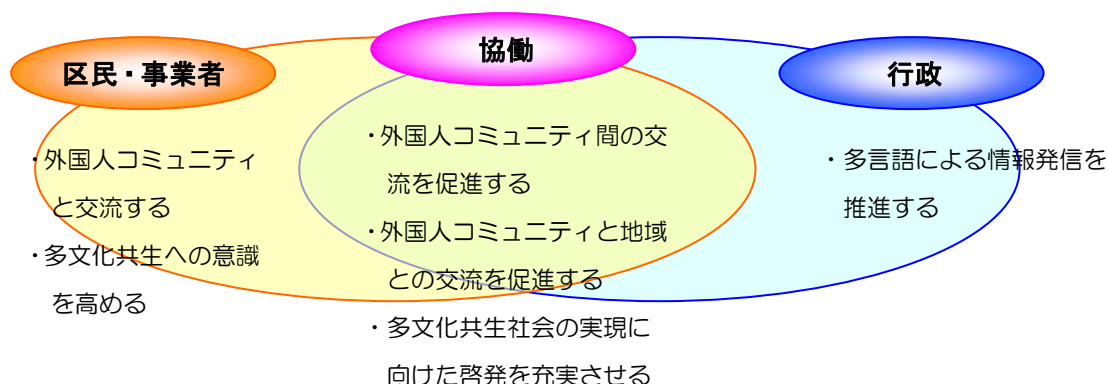 区民・事業者
・外国人コミュニティ
と交流する
・多文化共生への意識
を高める
協働
・外国人コミュニティ間の交
流を促進する
・外国人コミュニティと地域
との交流を促進する
・多文化共生社会の実現に
向けた啓発を充実させる
行政
・多言語による情報発信を
推進する